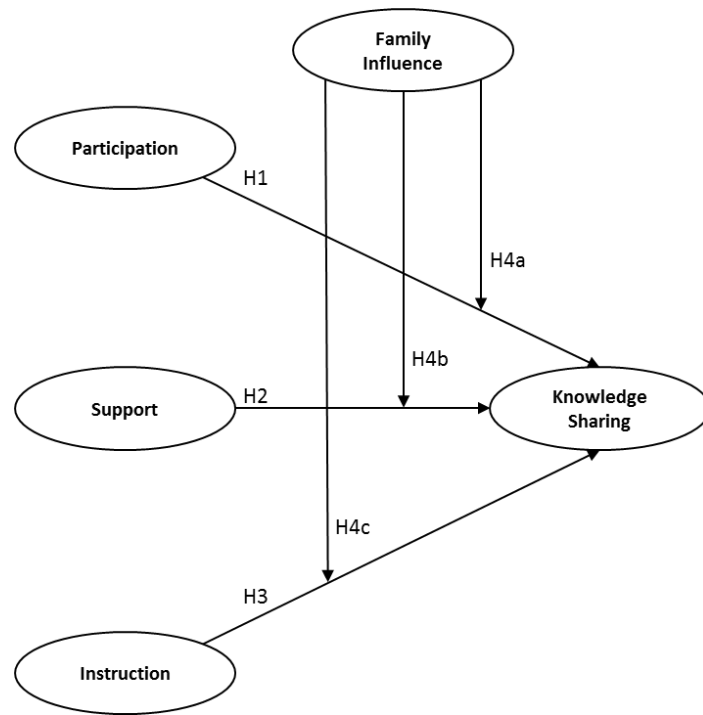 Family
Influence
Participation
H1
H4a
H4b
Support
H2
Knowledge
Sharing
H4c
H3
Instruction